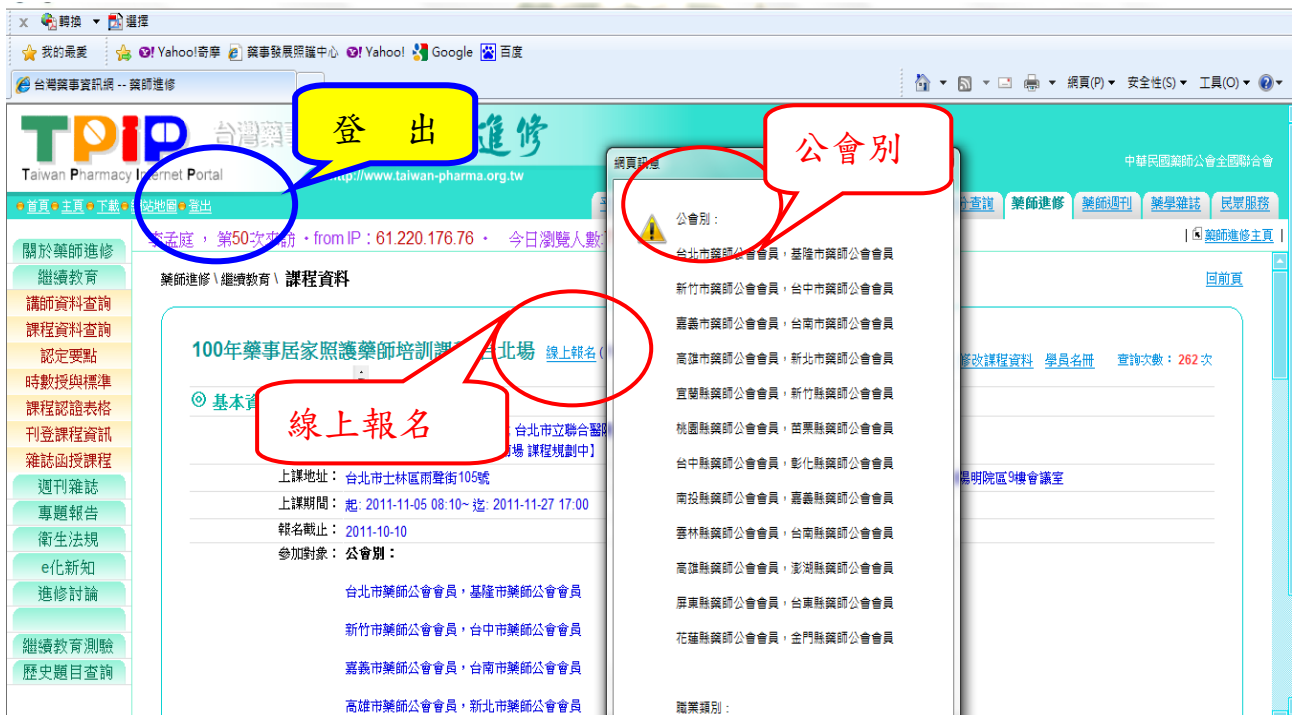 x 轉換 ▼ 選擇
我的最愛 Yahoo!奇摩 藥事發展照護中心 Yahoo! Google 百度
台灣藥事資訊網 -- 藥師進修
網頁(P) 安全性(S) 工具(O)
TPiP 台灣藥 進修
登 出
Taiwan Pharmacy Internet Portal http://www.taiwan-pharma.org.tw
中華民國藥師公會全國聯合會
首頁 主頁 下載 網站地圖 登出
分查詢 藥師進修 藥師週刊 藥學雜誌 民眾服務
李孟庭 , 第50次來訪 ‧from IP:61.220.176.76 ‧ 今日瀏覽人數
藥師進修主頁
藥師進修 \ 繼續教育 \ 課程資料
回前頁
關於藥師進修
繼續教育
講師資料查詢
課程資料查詢
認定要點
時數授與標準
課程認證表格
刊登課程資訊
雜誌函授課程
週刊雜誌
專題報告
衛生法規
e化新知
進修討論
繼續教育測驗
歷史題目查詢
100年藥事居家照護藥師培訓課 台北場 線上報名 (
修改課程資料 學員名冊 查詢次數:262 次
線上報名
◎ 基本資
台北市立聯合醫院
場 課程規劃中】
上課地址: 台北市士林區雨聲街105號
陽明院區9樓會議室
上課期間: 起: 2011-11-05 08:10~ 迄: 2011-11-27 17:00
報名截止: 2011-10-10
參加對象: 公會別:
台北市藥師公會會員,基隆市藥師公會會員
新竹市藥師公會會員,台中市藥師公會會員
嘉義市藥師公會會員,台南市藥師公會會員
高雄市藥師公會會員,新北市藥師公會會員
網頁訊息
公會別
公會別:
台北市藥師公會會員,基隆市藥師公會會員
新竹市藥師公會會員,台中市藥師公會會員
嘉義市藥師公會會員,台南市藥師公會會員
高雄市藥師公會會員,新北市藥師公會會員
宜蘭縣藥師公會會員,新竹縣藥師公會會員
桃園縣藥師公會會員,苗栗縣藥師公會會員
台中縣藥師公會會員,彰化縣藥師公會會員
南投縣藥師公會會員,嘉義縣藥師公會會員
雲林縣藥師公會會員,台南縣藥師公會會員
高雄縣藥師公會會員,澎湖縣藥師公會會員
屏東縣藥師公會會員,台東縣藥師公會會員
花蓮縣藥師公會會員,金門縣藥師公會會員
職業類別: